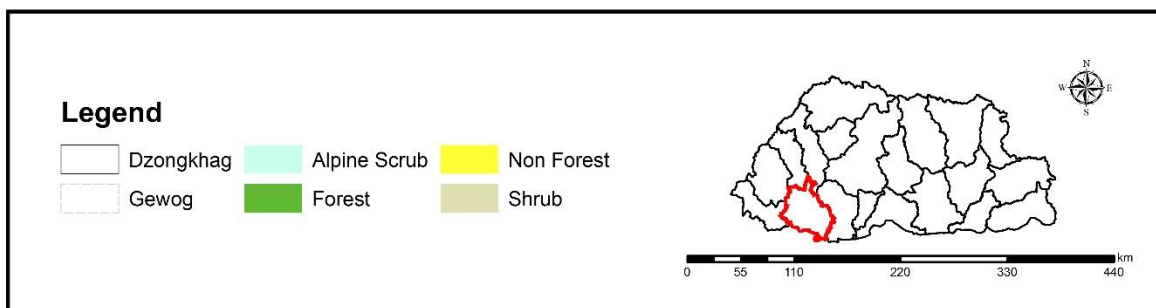 Legend
Dzongkhag Alpine Scrub Non Forest
Gewog Forest Shrub
N
W E
S
km
0 55 110 220 330 440